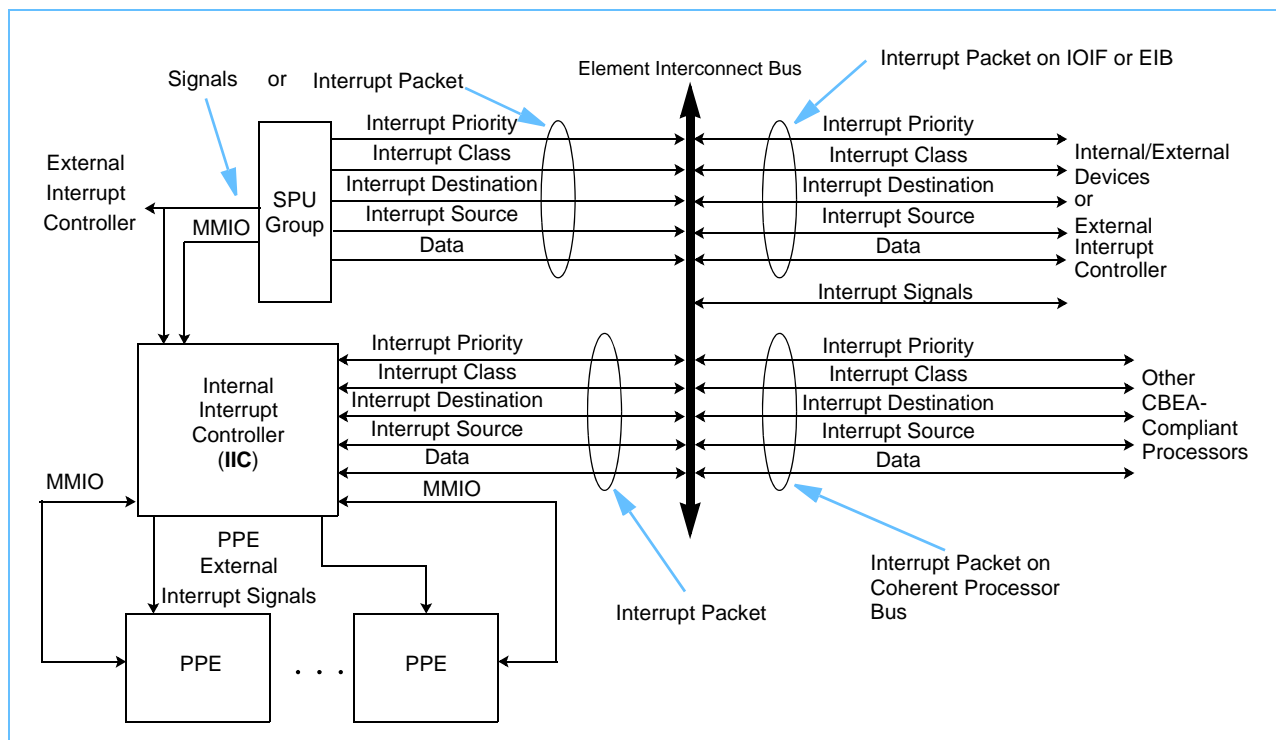 Signals or Interrupt Packet
Element Interconnect Bus
Interrupt Packet on IOIF or EIB
External
Interrupt
Controller
MMIO
SPU
Group
Interrupt Priority
Interrupt Class
Interrupt Destination
Interrupt Source
Data
Interrupt Priority
Interrupt Class
Interrupt Destination
Interrupt Source
Data
Interrupt Signals
Internal/External
Devices
or
External
Interrupt
Controller
Internal
Interrupt
Controller
(IIC)
Interrupt Priority
Interrupt Class
Interrupt Destination
Interrupt Source
Data
MMIO
Interrupt Priority
Interrupt Class
Interrupt Destination
Interrupt Source
Data
Other
CBEA-
Compliant
Processors
MMIO
PPE
External
Interrupt Signals
Interrupt Packet
Interrupt Packet on
Coherent Processor
Bus
PPE
. . .
PPE